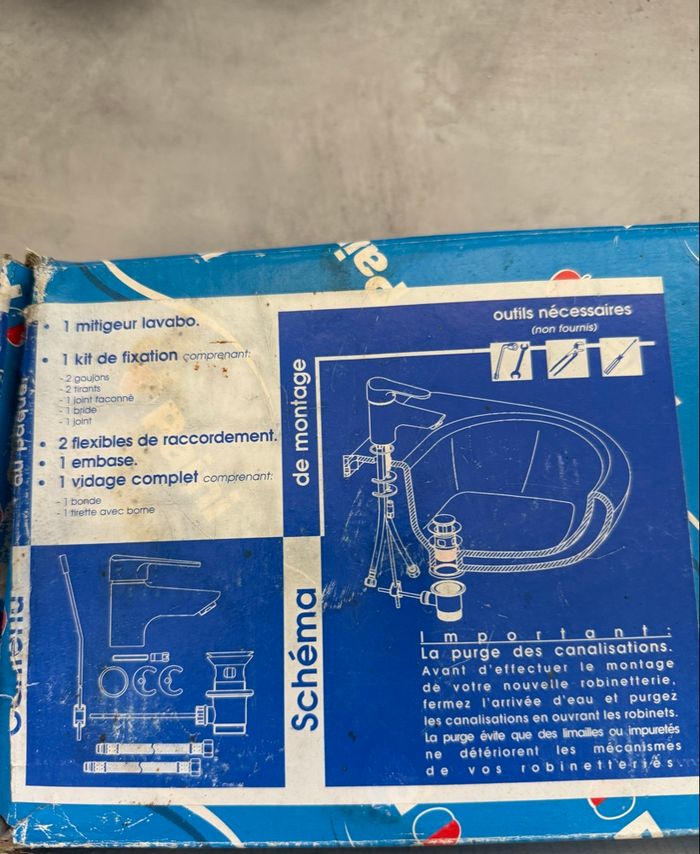 • 1 mitigeur lavabo.
• 1 kit de fixation comprenant:
- 2 goujons
- 2 tirants
- 1 joint façonné
- 1 bride
- 1 joint
• 2 flexibles de raccordement.
• 1 embase.
• 1 vidage complet comprenant:
- 1 bonde
- 1 tirette avec borne
du paquet
Contenu
Schéma
de montage
outils nécessaires
(non fournis)
Important:
La purge des canalisations.
Avant d'effectuer le montage
de votre nouvelle robinetterie,
fermez l'arrivée d'eau et purgez
les canalisations en ouvrant les robinets.
La purge évite que des limailles ou impuretés
ne détériorent les mécanismes
de vos robinetteries.